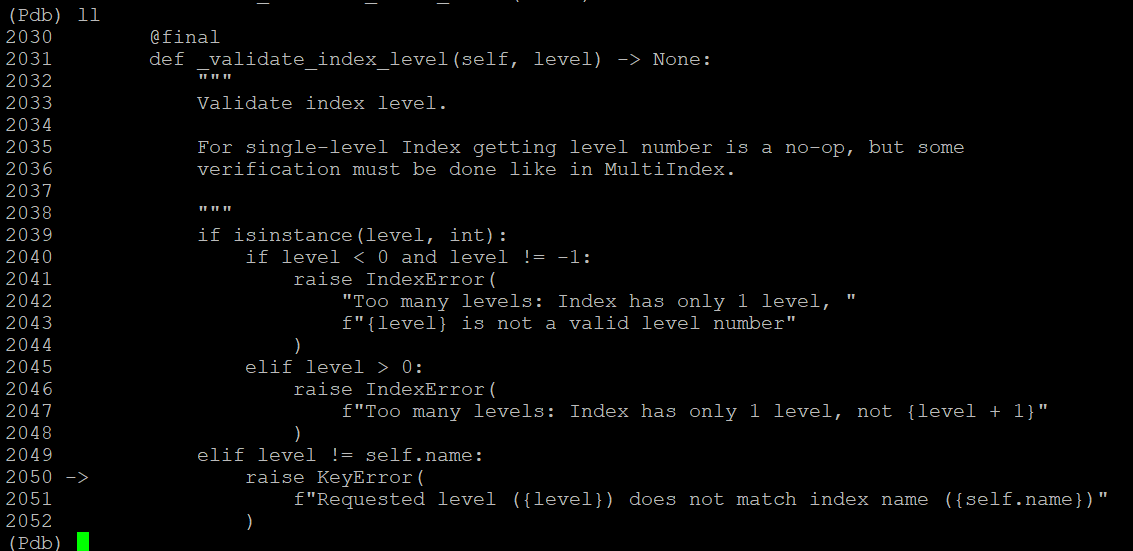 (Pdb) ll
2030         @final
2031         def _validate_index_level(self, level) -> None:
2032             """
2033             Validate index level.
2034
2035             For single-level Index getting level number is a no-op, but some
2036             verification must be done like in MultiIndex.
2037
2038             """
2039             if isinstance(level, int):
2040                 if level < 0 and level != -1:
2041                     raise IndexError(
2042                         "Too many levels: Index has only 1 level, "
2043                         f"{level} is not a valid level number"
2044                     )
2045                 elif level > 0:
2046                     raise IndexError(
2047                         f"Too many levels: Index has only 1 level, not {level + 1}"
2048                     )
2049             elif level != self.name:
2050  ->             raise KeyError(
2051                     f"Requested level ({level}) does not match index name ({self.name})"
2052                 )
(Pdb)